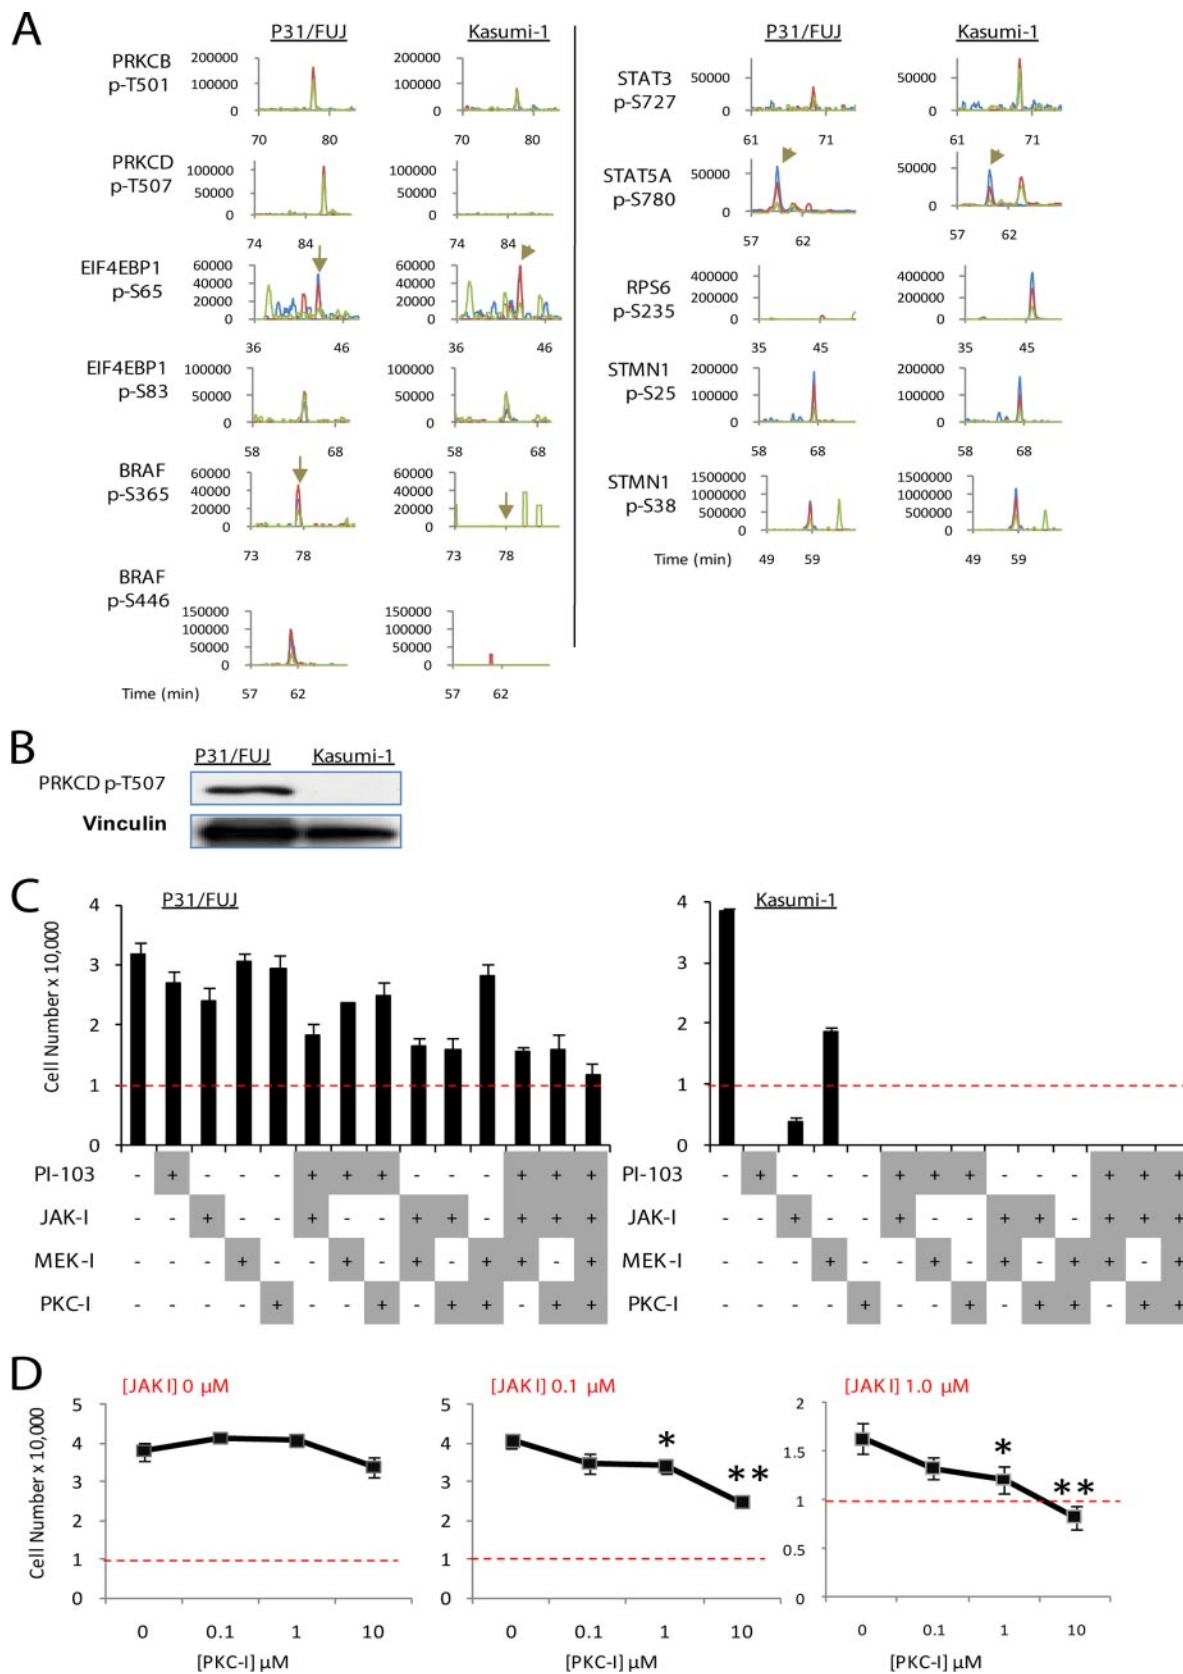 A
P31/FUJ Kasumi-1
PRKCB
p-T501
200000 200000
100000 100000
0 0
70 80 70 80
PRKCD
p-T507
100000 100000
50000 50000
0 0
74 84 74 84
EIF4EBP1
p-S65
60000 60000
40000 40000
20000 20000
0 0
36 46 36 46
EIF4EBP1
p-S83
100000 100000
50000 50000
0 0
58 68 58 68
BRAF
p-S365
60000 60000
40000 40000
20000 20000
0 0
73 78 73 78
BRAF
p-S446
150000 150000
100000 100000
50000 50000
0 0
Time (min) 57 62 57 62
P31/FUJ Kasumi-1
STAT3
p-S727
50000 50000
0 0
61 71 61 71
STAT5A
p-S780
100000 50000
50000
0 0
57 62 57 62
RPS6
p-S235
400000 400000
200000 200000
0 0
35 45 35 45
STMN1
p-S25
200000 200000
100000 100000
0 0
58 68 58 68
STMN1
p-S38
1500000 1500000
1000000 1000000
500000 500000
0 0
Time (min) 49 59 49 59
B
P31/FUJ Kasumi-1
PRKCD p-T507
Vinculin
C
P31/FUJ Kasumi-1
Cell Number x 10,000
4 4
3 3
2 2
1 1
0 0
PI-103 - + - - - + + + - - - + + + PI-103 - + - - - + + + - - - + + +
JAK-I - - + - - + - - + + - + + + JAK-I - - + - - + - - + + - + + +
MEK-I - - - + - - + - + - + + - + MEK-I - - - + - - + - + - + + - +
PKC-I - - - - + - - + - + + - + + PKC-I - - - - + - - + - + + - + +
D
[JAK I] 0 µM [JAK I] 0.1 µM [JAK I] 1.0 µM
Cell Number x 10,000
5 5 2
4 4 1.5
3 3 1
2 2 0.5
1 1 0
0 0
* **
* **
0 0.1 1 10 0 0.1 1 10 0 0.1 1 10
[PKC-I] µM [PKC-I] µM [PKC-I] µM